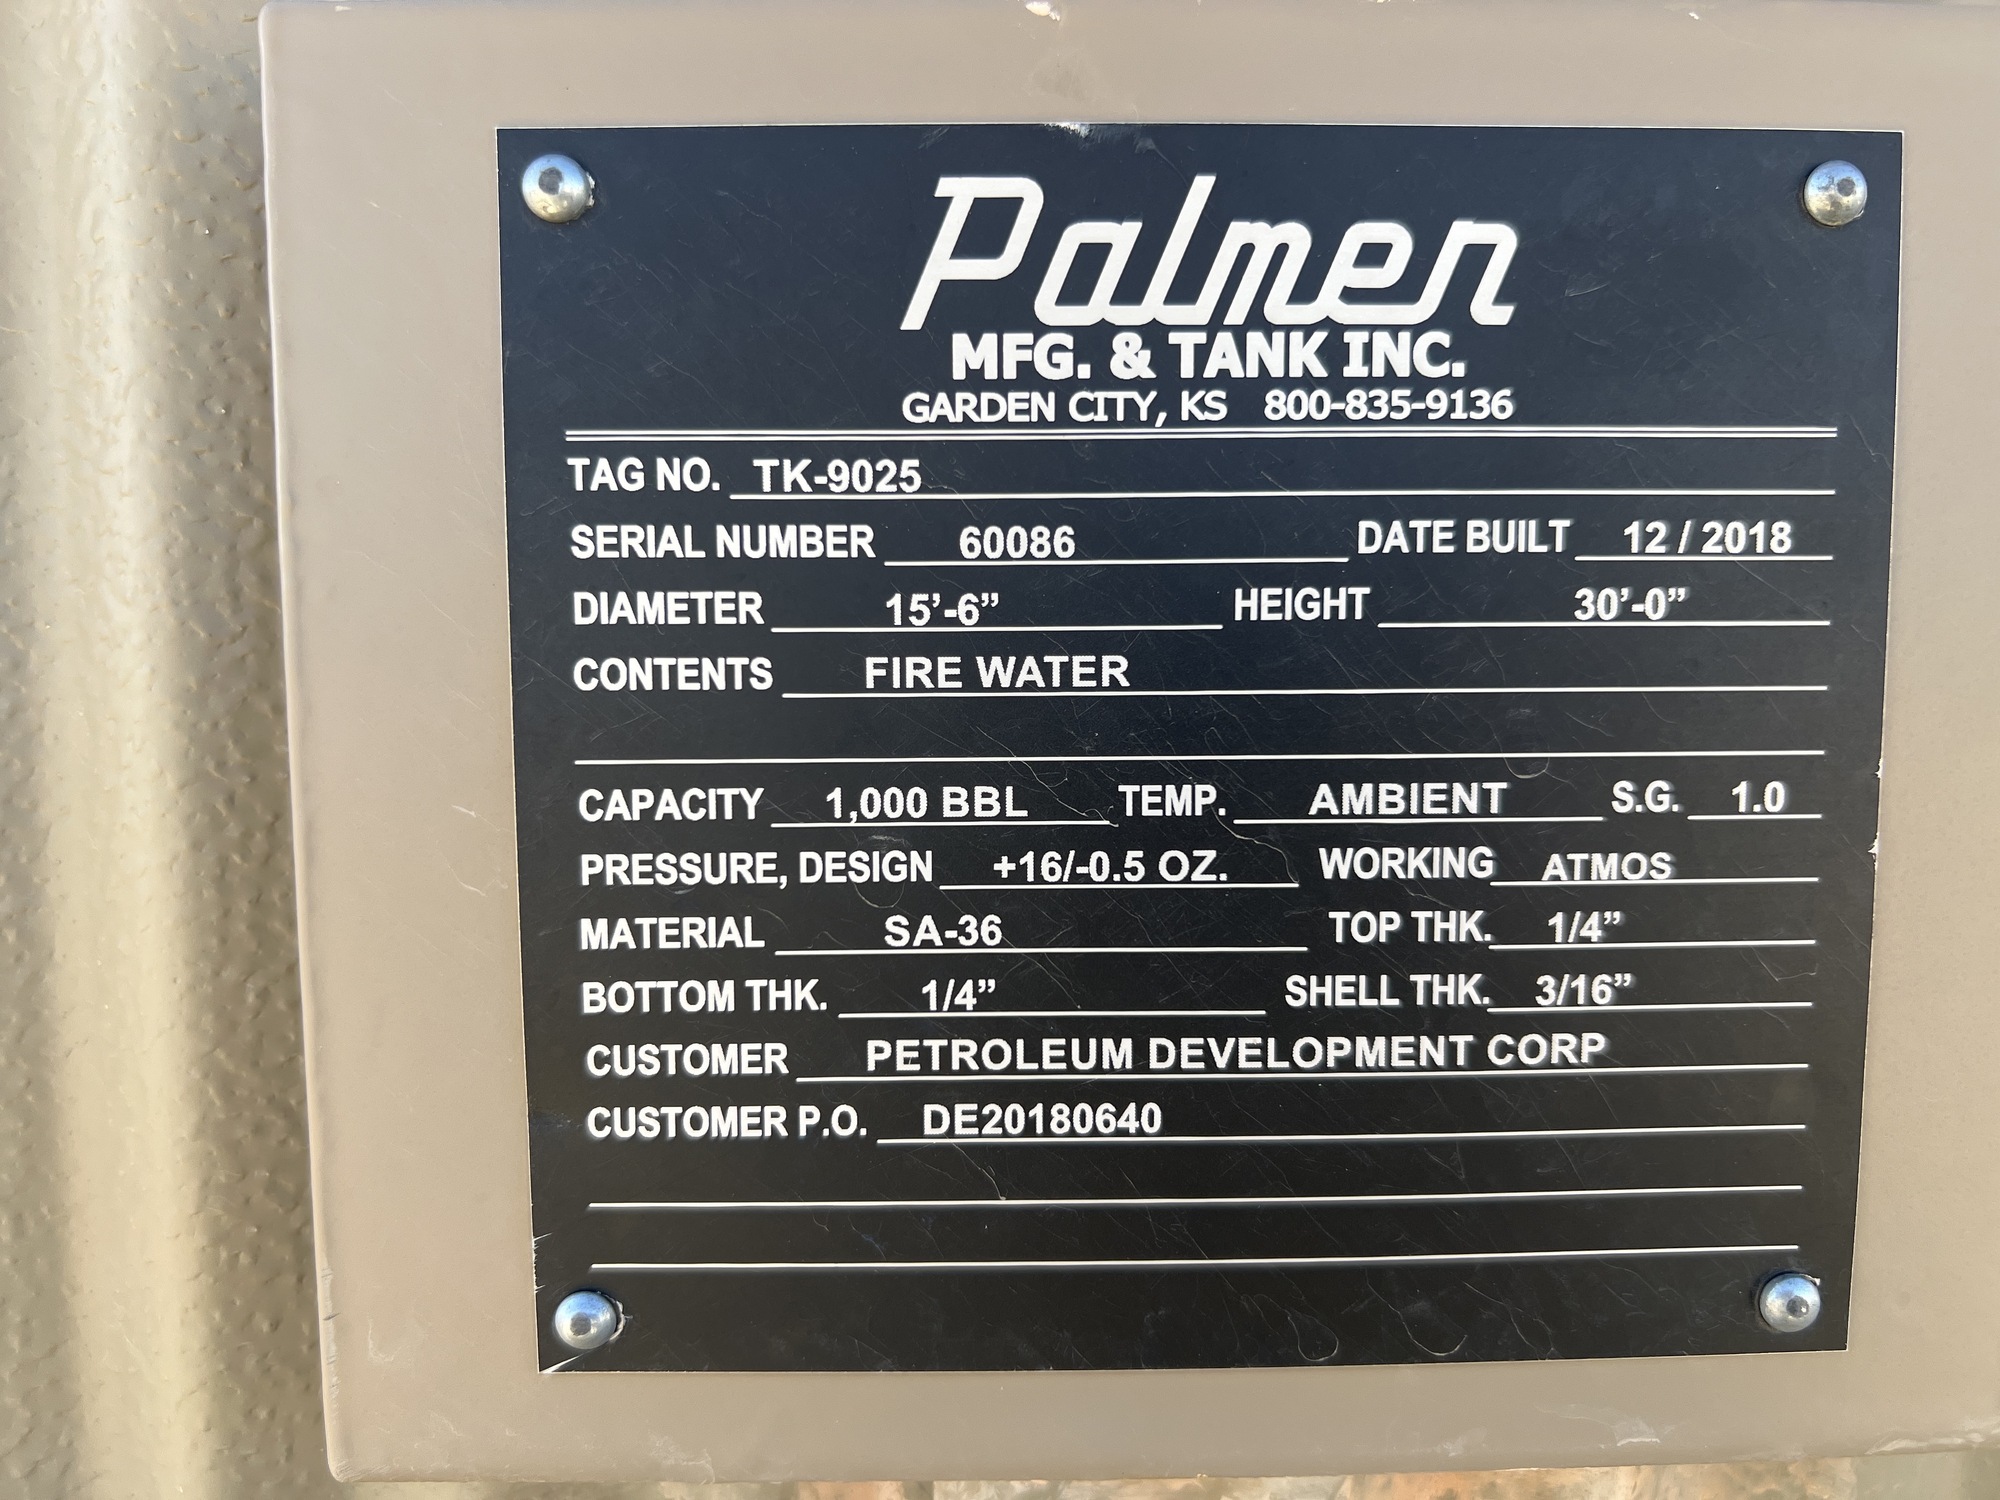 Palmer
MFG. & TANK INC.
GARDEN CITY, KS 800-835-9136
TAG NO. TK-9025
SERIAL NUMBER 60086 DATE BUILT 12 / 2018
DIAMETER 15’-6” HEIGHT 30’-0”
CONTENTS FIRE WATER
CAPACITY 1,000 BBL TEMP. AMBIENT S.G. 1.0
PRESSURE, DESIGN +16/-0.5 OZ. WORKING ATMOS
MATERIAL SA-36 TOP THK. 1/4”
BOTTOM THK. 1/4” SHELL THK. 3/16”
CUSTOMER PETROLEUM DEVELOPMENT CORP
CUSTOMER P.O. DE20180640